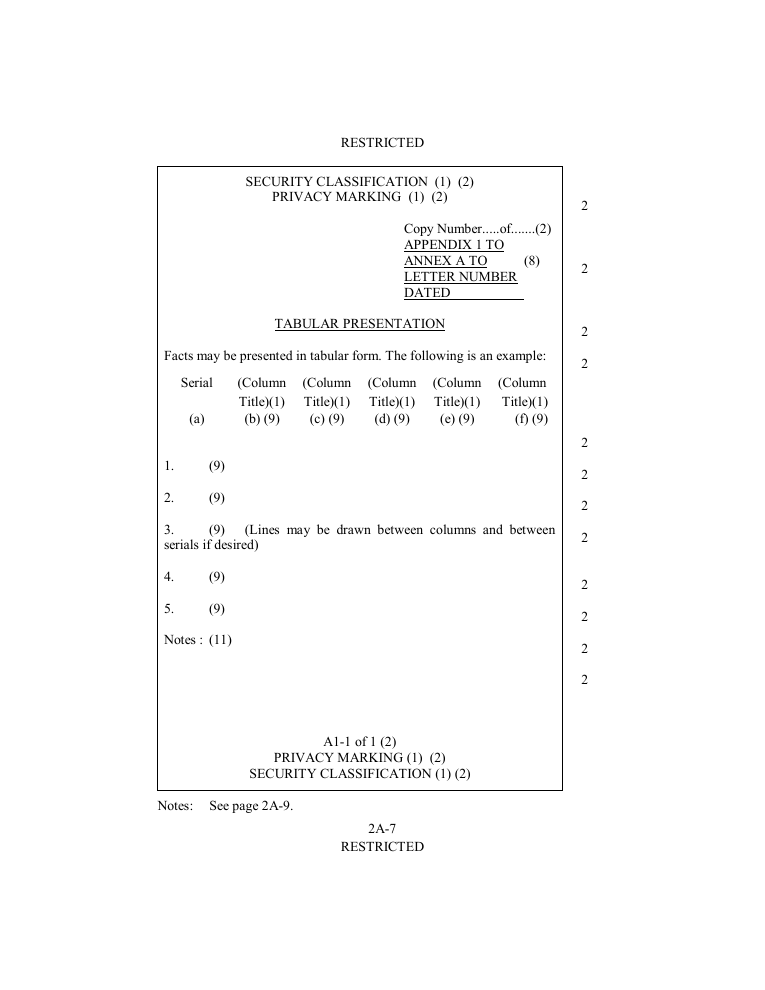 RESTRICTED
SECURITY CLASSIFICATION (1) (2)
PRIVACY MARKING (1) (2)
2
Copy Number.....of.......(2)
APPENDIX 1 TO
ANNEX A TO (8)
2
LETTER NUMBER
DATED
TABULAR PRESENTATION
2
Facts may be presented in tabular form. The following is an example:
2
Serial (Column (Column (Column (Column (Column
Title)(1) Title)(1) Title)(1) Title)(1) Title)(1)
(a) (b) (9) (c) (9) (d) (9) (e) (9) (f) (9)
2
1. (9)
2
2. (9)
2
3. (9) (Lines may be drawn between columns and between
2
serials if desired)
4. (9)
2
5. (9)
2
Notes : (11)
2
2
A1-1 of 1 (2)
PRIVACY MARKING (1) (2)
SECURITY CLASSIFICATION (1) (2)
Notes: See page 2A-9.
2A-7
RESTRICTED